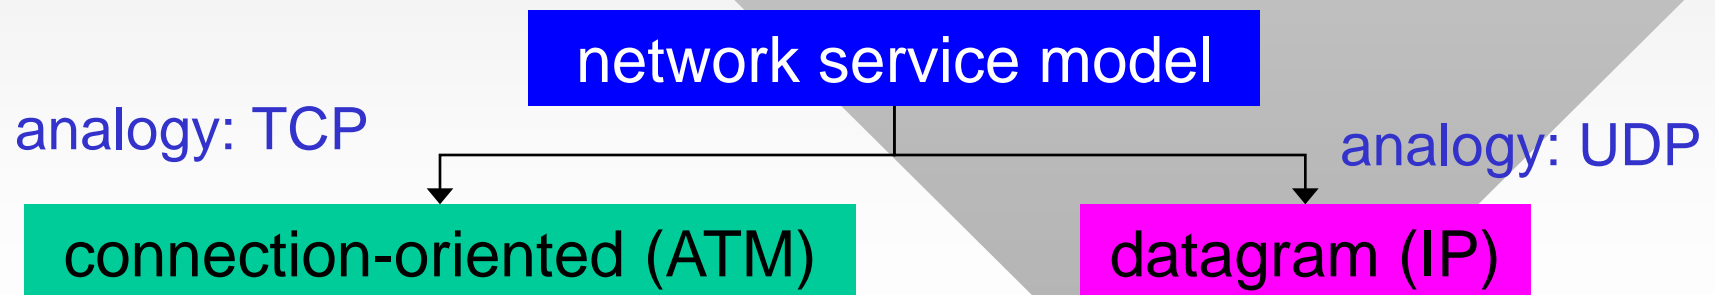 network service model
analogy: TCP
analogy: UDP
connection-oriented (ATM)
datagram (IP)